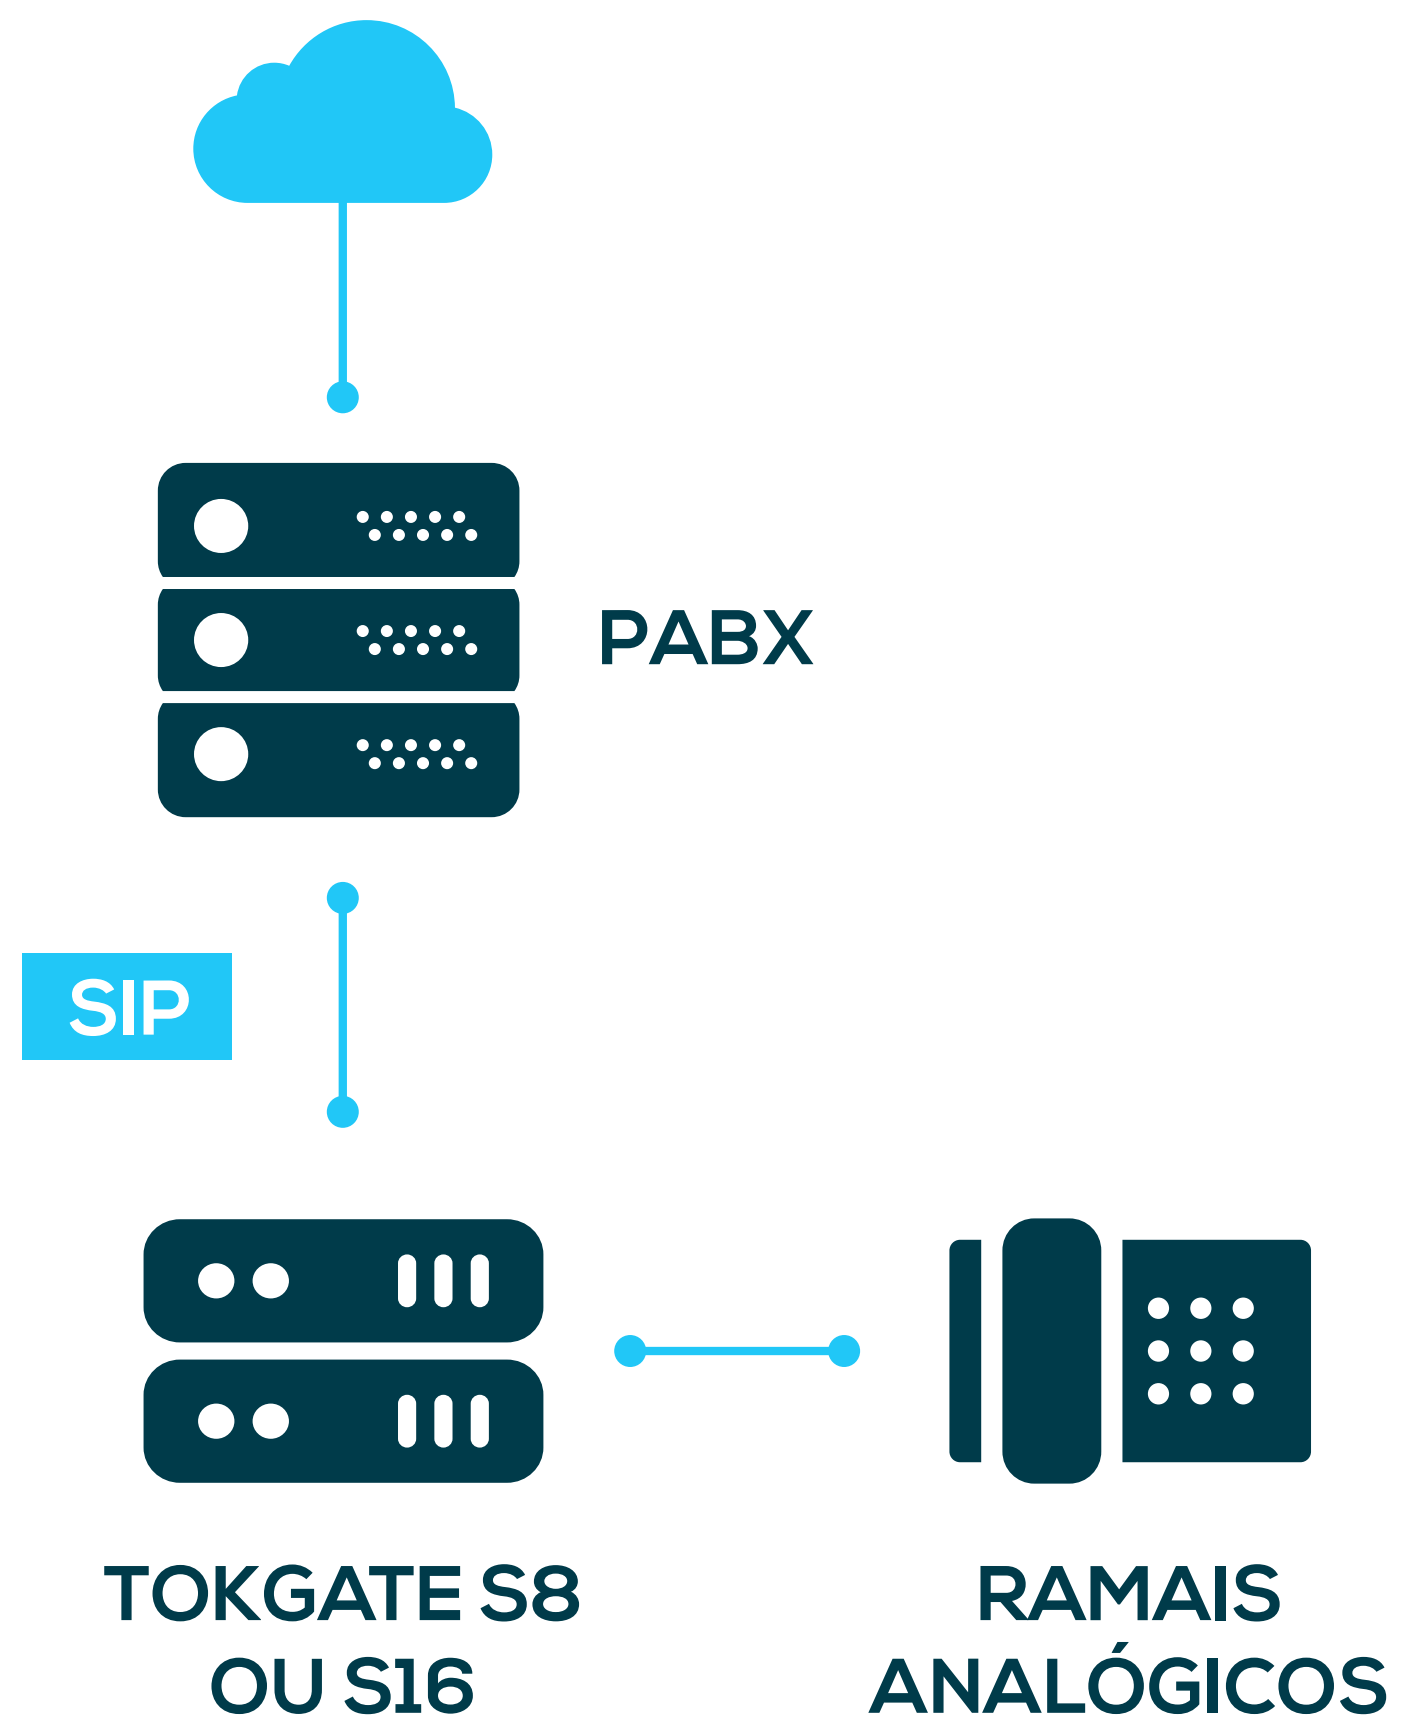 PABX
SIP
TOKGATE S8
OU S16
RAMAIS
ANALÓGICOS